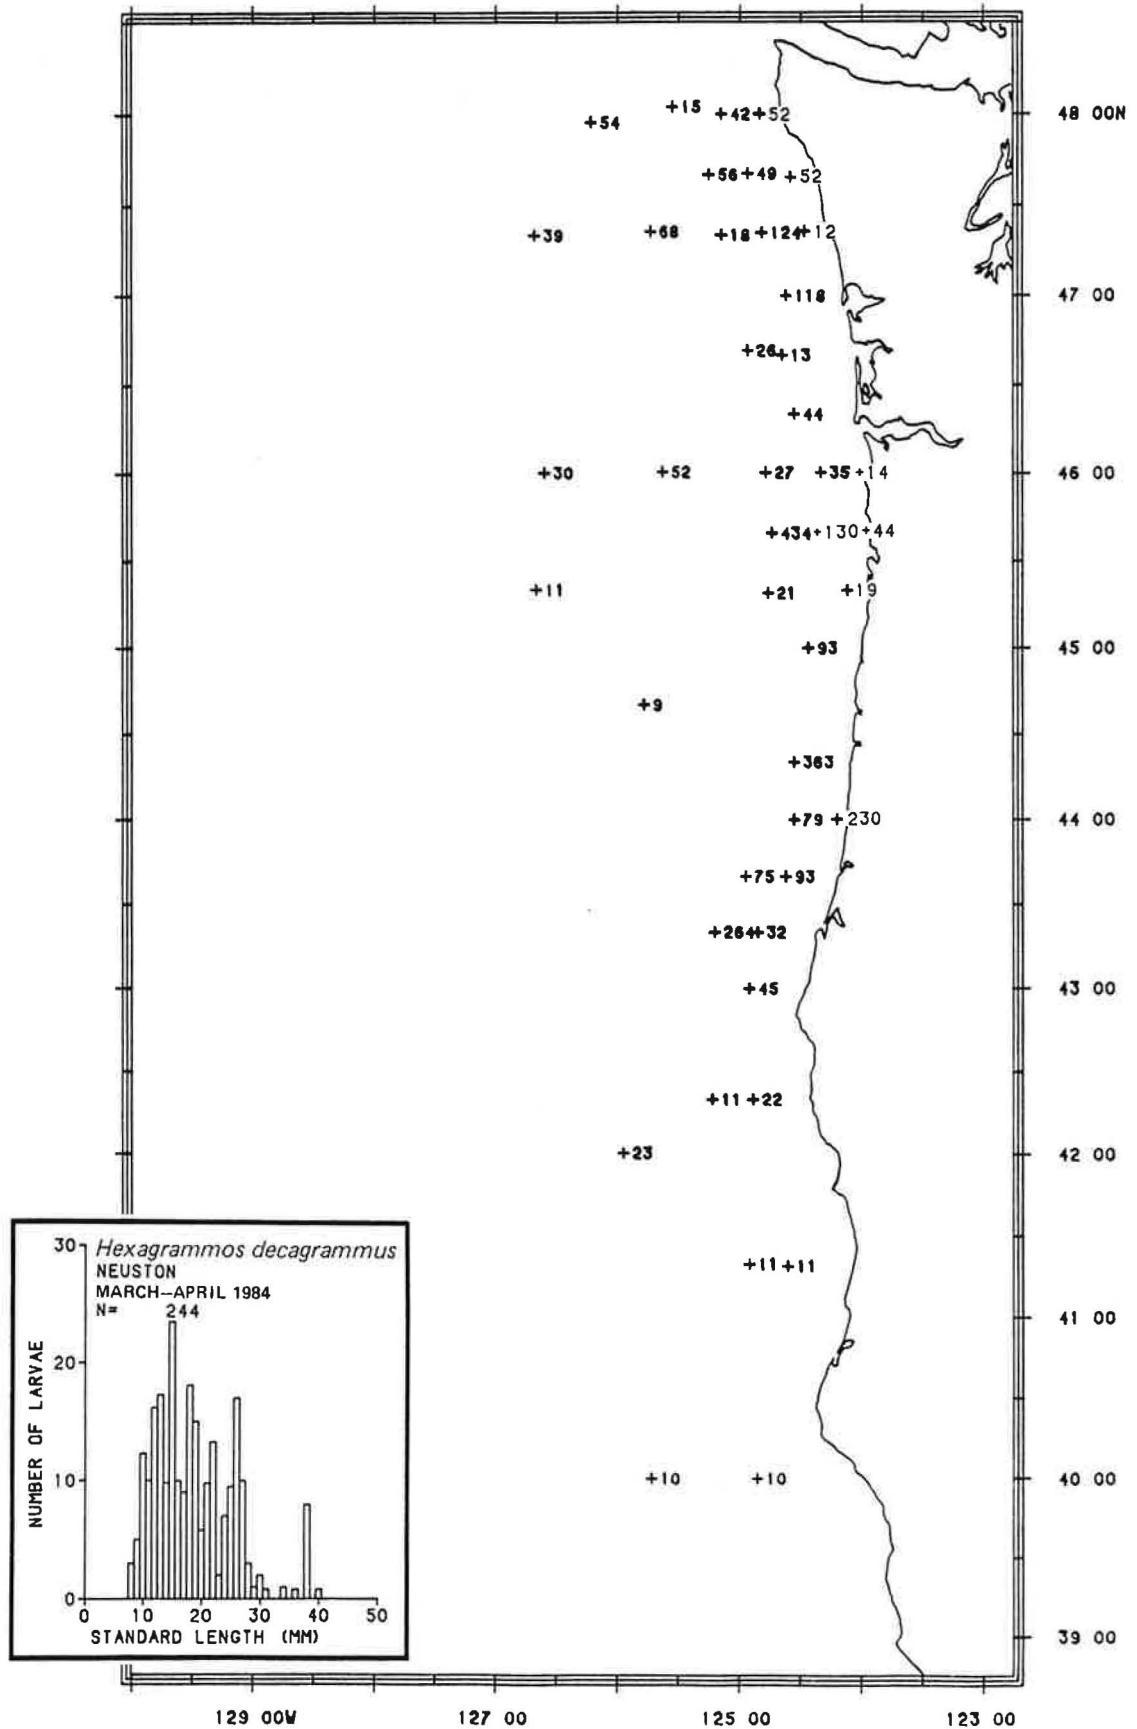 +54 +15 +42 +52 48 00N
+56 +49 +52
+39 +68 +18 +124 +12
+118 47 00
+26 +13
+44
+30 +52 +27 +35 +14 46 00
+434 +130 +44
+11 +21 +19
+93 45 00
+9
+363
+79 +230 44 00
+75 +93
+264 +32
+45 43 00
+11 +22
+23 42 00
+11 +11
41 00
+10 +10 40 00
39 00
129 00W 127 00 125 00 123 00
Hexagrammos decagrammus
NEUSTON
MARCH–APRIL 1984
N= 244
30
20
10
0
NUMBER OF LARVAE
0 10 20 30 40 50
STANDARD LENGTH (MM)